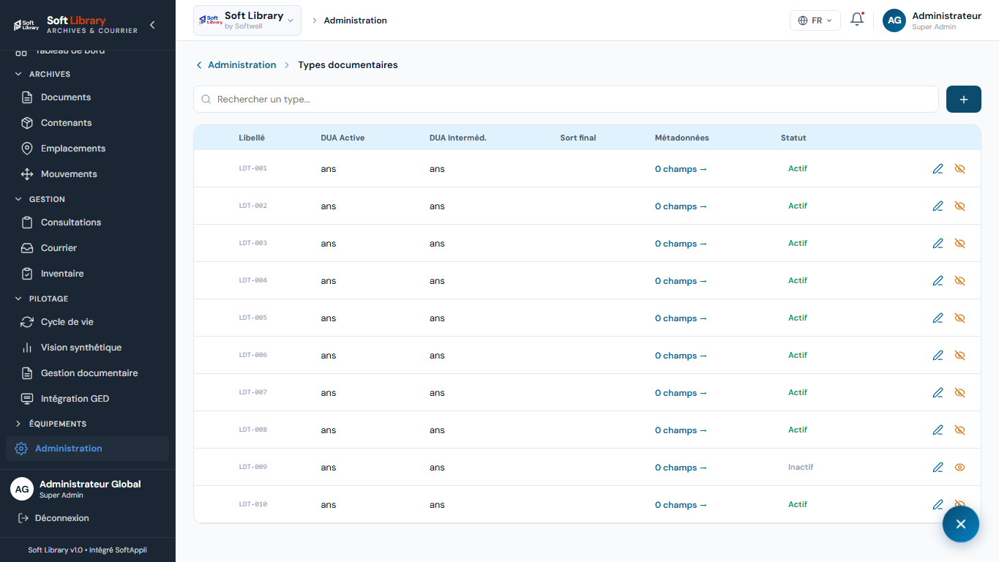 Soft Library
Soft Library
ARCHIVES & COURRIER
Tableau de bord
ARCHIVES
Documents
Contenants
Emplacements
Mouvements
GESTION
Consultations
Courrier
Inventaire
PILOTAGE
Cycle de vie
Vision synthétique
Gestion documentaire
Intégration GED
ÉQUIPEMENTS
Administration
AG Administrateur Global
Super Admin
Déconnexion
Soft Library v1.0 • Intégré SoftAppli
Soft Library
Soft Library
by Softwell
Administration
FR
AG Administrateur
Super Admin
Administration Types documentaires
Rechercher un type...
+
Libellé DUA Active DUA Interméd. Sort final Métadonnées Statut
LDT-001 ans ans 0 champs → Actif
LDT-002 ans ans 0 champs → Actif
LDT-003 ans ans 0 champs → Actif
LDT-004 ans ans 0 champs → Actif
LDT-005 ans ans 0 champs → Actif
LDT-006 ans ans 0 champs → Actif
LDT-007 ans ans 0 champs → Actif
LDT-008 ans ans 0 champs → Actif
LDT-009 ans ans 0 champs → Inactif
LDT-010 ans ans 0 champs → Actif